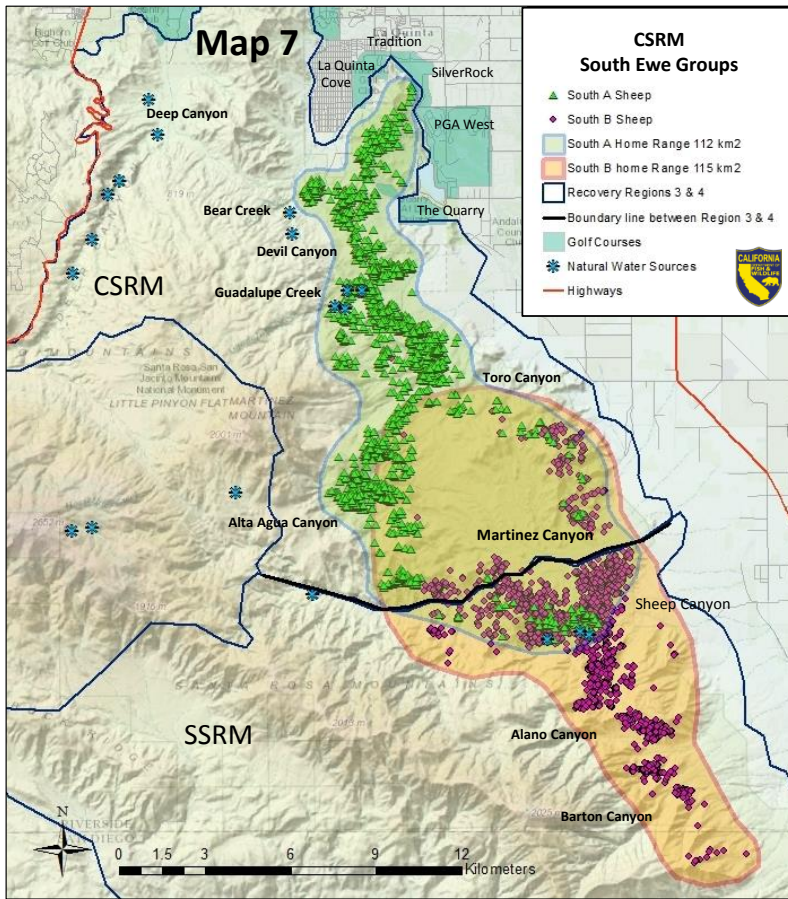 Map 7
La Quinta
Tradition
La Quinta
Cove
SilverRock
PGA West
Deep Canyon
819 m
Bear Creek
The Quarry
Devil Canyon
CSRM
Guadalupe Creek
Santa Rosa San
Jacinto Mountains
National Monument
LITTLE PINYON FLAT
MARTINEZ
MOUNTAIN
Toro Canyon
Alta Agua Canyon
Martinez Canyon
Sheep Canyon
SANTA ROSA MOUNTAINS
SSRM
Alano Canyon
Barton Canyon
N
RIVERSIDE
SAN DIEGO
0 1.5 3 6 9 12
Kilometers
CSRM
South Ewe Groups
South A Sheep
South B Sheep
South A Home Range 112 km2
South B home Range 115 km2
Recovery Regions 3 & 4
Boundary line between Region 3 & 4
Golf Courses
Natural Water Sources
Highways
CALIFORNIA
FISH &
WILDLIFE